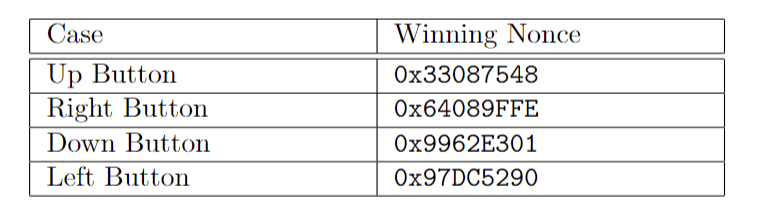 Case Winning Nonce
Up Button 0x33087548
Right Button 0x64089FFE
Down Button 0x9962E301
Left Button 0x97DC5290